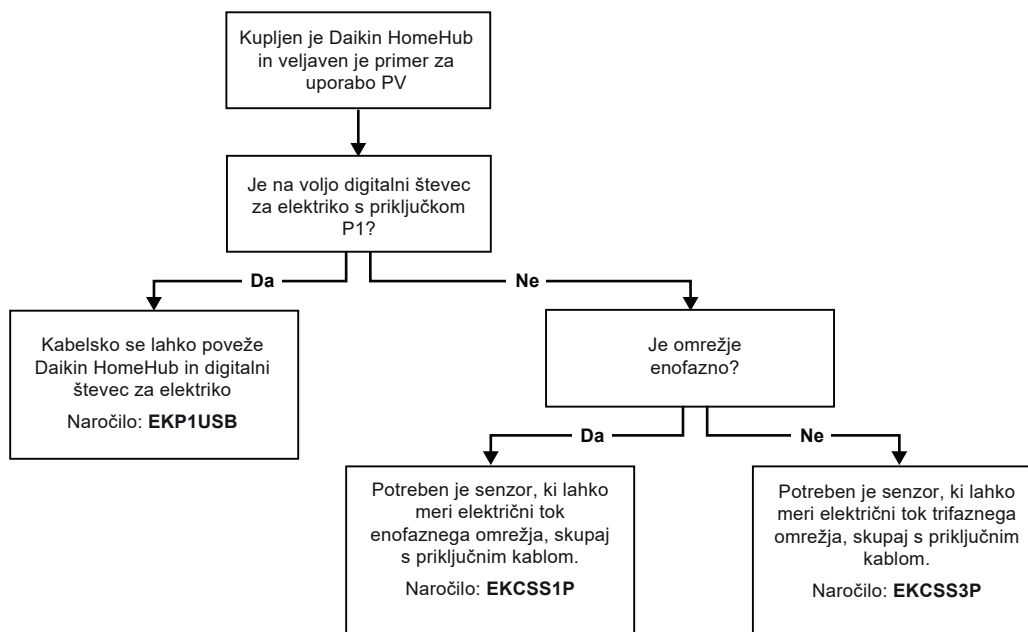 Kupljen je Daikin HomeHub
in veljaven je primer za
uporabo PV
Je na voljo digitalni števec
za elektriko s priključkom
P1?
Da
Ne
Kabelsko se lahko poveže
Daikin HomeHub in digitalni
števec za elektriko
Naročilo: EKP1USB
Je omrežje
enofazno?
Da
Ne
Potreben je senzor, ki lahko
meri električni tok
enofaznega omrežja, skupaj
s priključnim kablom.
Naročilo: EKCSS1P
Potreben je senzor, ki lahko
meri električni tok trifaznega
omrežja, skupaj s priključnim
kablom.
Naročilo: EKCSS3P